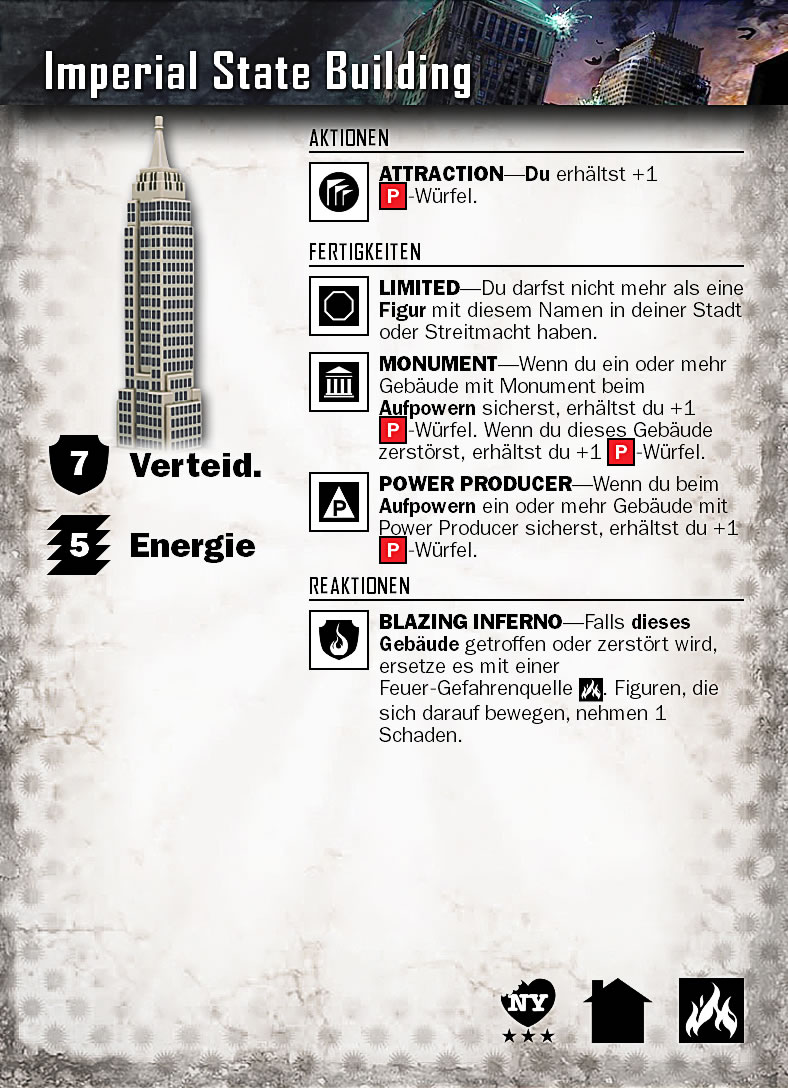 Imperial State Building
AKTIONEN
ATTRACTION—Du erhältst +1
P-Würfel.
FERTIGKEITEN
LIMITED—Du darfst nicht mehr als eine
Figur mit diesem Namen in deiner Stadt
oder Streitmacht haben.
MONUMENT—Wenn du ein oder mehr
Gebäude mit Monument beim
Aufpowern sicherst, erhältst du +1
P-Würfel. Wenn du dieses Gebäude
zerstörst, erhältst du +1 P-Würfel.
P
POWER PRODUCER—Wenn du beim
Aufpowern ein oder mehr Gebäude mit
Power Producer sicherst, erhältst du +1
P-Würfel.
REAKTIONEN
BLAZING INFERNO—Falls dieses
Gebäude getroffen oder zerstört wird,
ersetze es mit einer
Feuer-Gefahrenquelle . Figuren, die
sich darauf bewegen, nehmen 1
Schaden.
7 Verteid.
5 Energie
NY